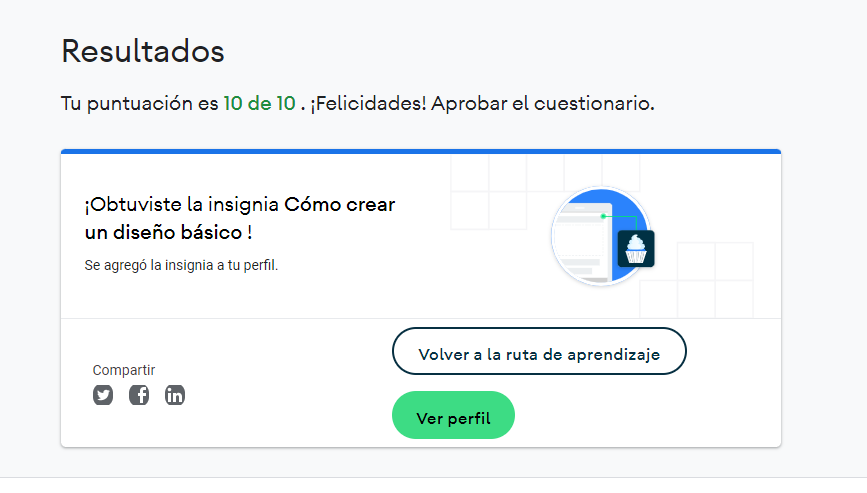 Resultados
Tu puntuación es 10 de 10 . ¡Felicidades! Aprobar el cuestionario.
¡Obtuviste la insignia Cómo crear
un diseño básico !
Se agregó la insignia a tu perfil.
Compartir
Volver a la ruta de aprendizaje
Ver perfil